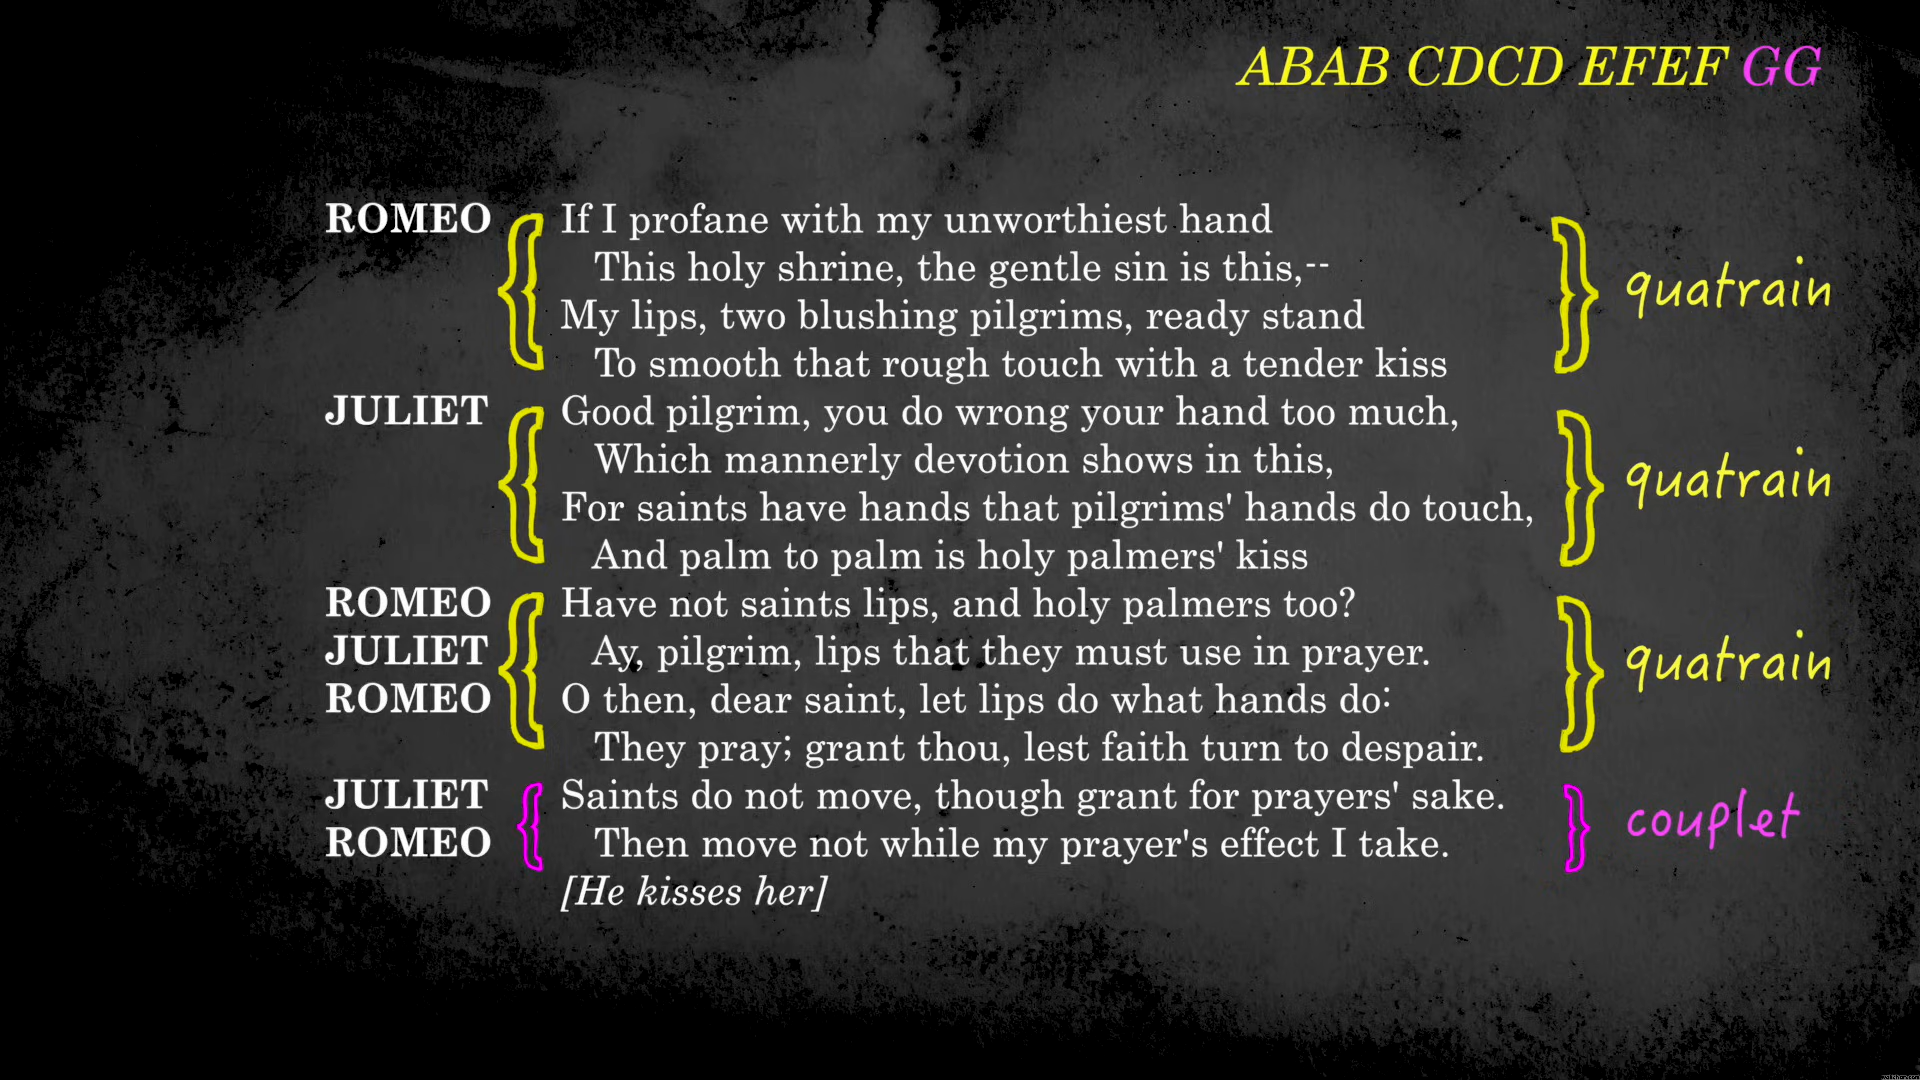 ABAB CDCD EFEF GG
ROMEO If I profane with my unworthiest hand
This holy shrine, the gentle sin is this,--
My lips, two blushing pilgrims, ready stand
To smooth that rough touch with a tender kiss
quatrain
JULIET Good pilgrim, you do wrong your hand too much,
Which mannerly devotion shows in this,
For saints have hands that pilgrims' hands do touch,
And palm to palm is holy palmers' kiss
quatrain
ROMEO Have not saints lips, and holy palmers too?
JULIET Ay, pilgrim, lips that they must use in prayer.
ROMEO O then, dear saint, let lips do what hands do:
They pray; grant thou, lest faith turn to despair.
quatrain
JULIET Saints do not move, though grant for prayers' sake.
ROMEO Then move not while my prayer's effect I take.
couplet
[He kisses her]